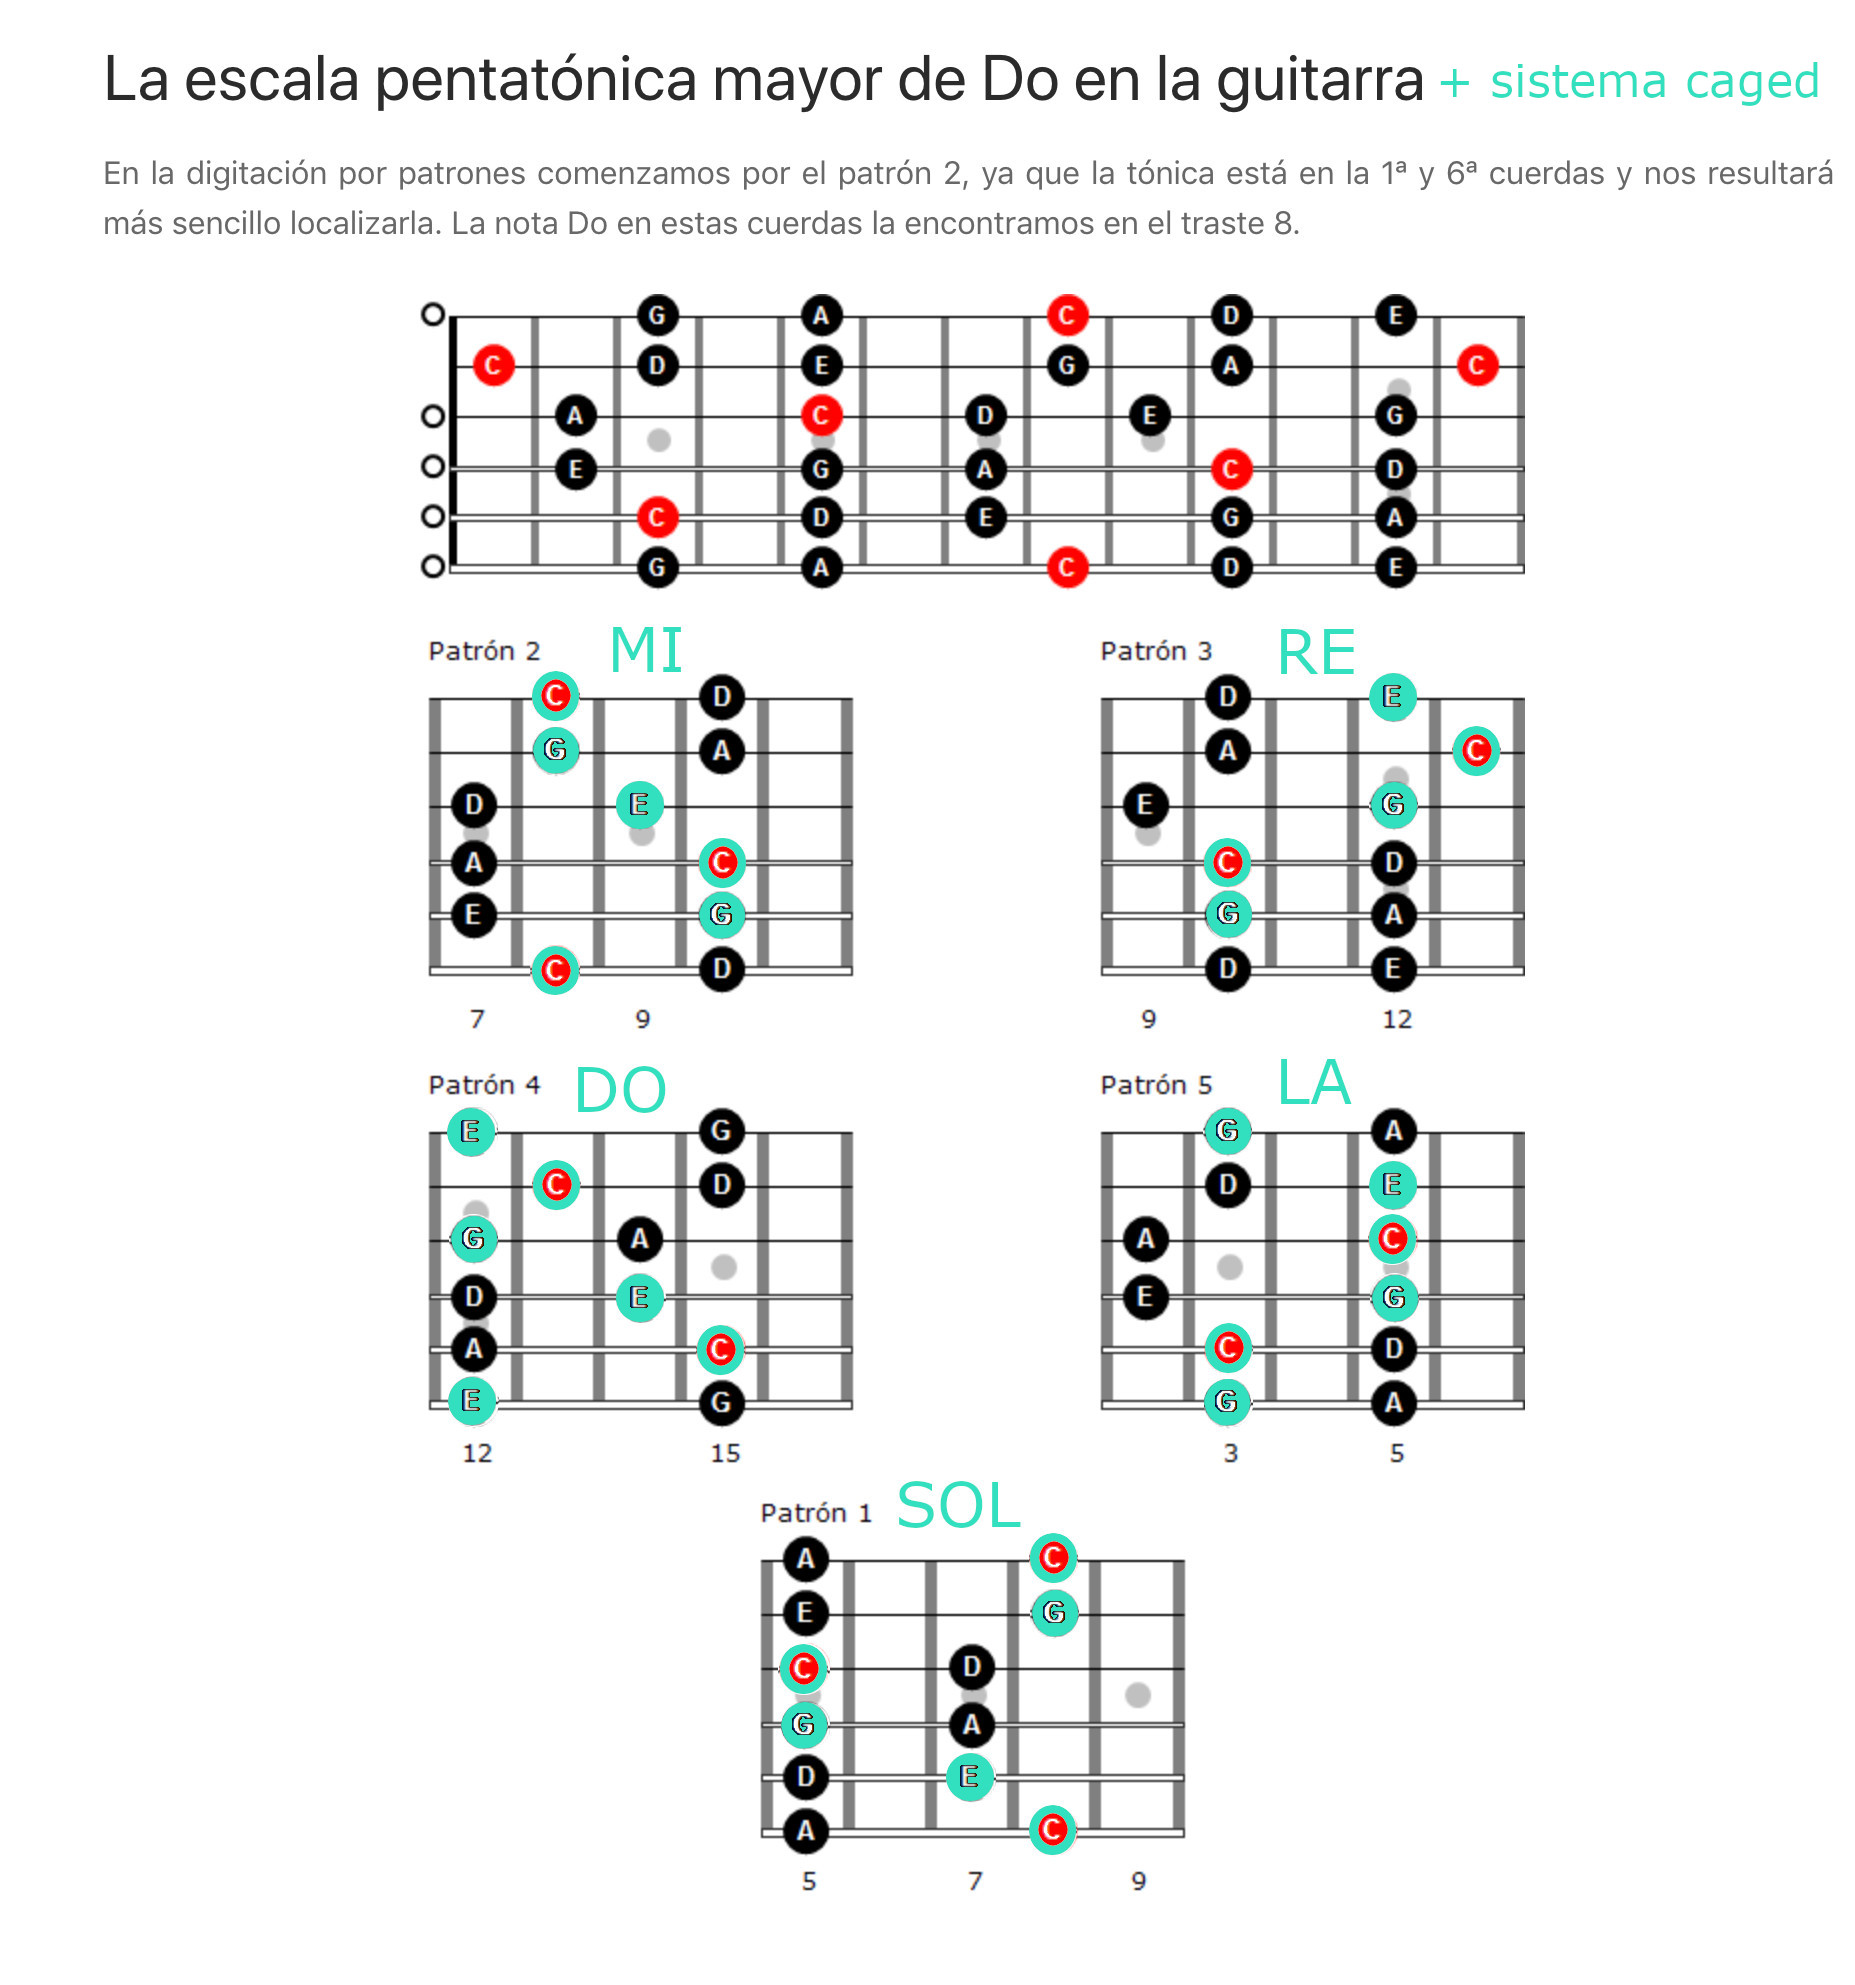 La escala pentatónica mayor de Do en la guitarra + sistema caged
En la digitación por patrones comenzamos por el patrón 2, ya que la tónica está en la 1ª y 6ª cuerdas y nos resultará
más sencillo localizarla. La nota Do en estas cuerdas la encontramos en el traste 8.
G A C D E
C D E G A C
A C D E G
E G A C D
C D E G A
G A C D E
Patrón 2 MI
C D
G A
D E
A C
E G
C D
7 9
Patrón 3 RE
D E
A C
E G
C D
G A
D E
9 12
Patrón 4 DO
E G
C D
G A
D E
A C
E G
12 15
Patrón 5 LA
G A
D E
A C
E G
C D
G A
3 5
Patrón 1 SOL
A C
E G
C D
G A
D E
A C
5 7 9